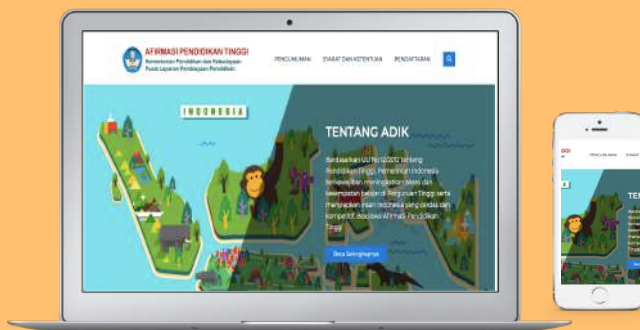 AFIRMASI PENDIDIKAN TINGGI
Kementerian Pendidikan dan Kebudayaan
Pusat Layanan Pembiayaan Pendidikan
PENGUMUMAN SYARAT DAN KETENTUAN PENDAFTARAN
INDONESIA
TENTANG ADIK
Berdasarkan UU No 12/2012 tentang
Pendidikan Tinggi, Pemerintah Indonesia
berkewajiban meningkatkan akses dan
kesempatan belajar di Perguruan Tinggi serta
menyiapkan insan Indonesia yang cerdas dan
kompetitif. Beasiswa Afirmasi Pendidikan
Tinggi
Baca Selengkapnya
PENGUMUMAN
TEN